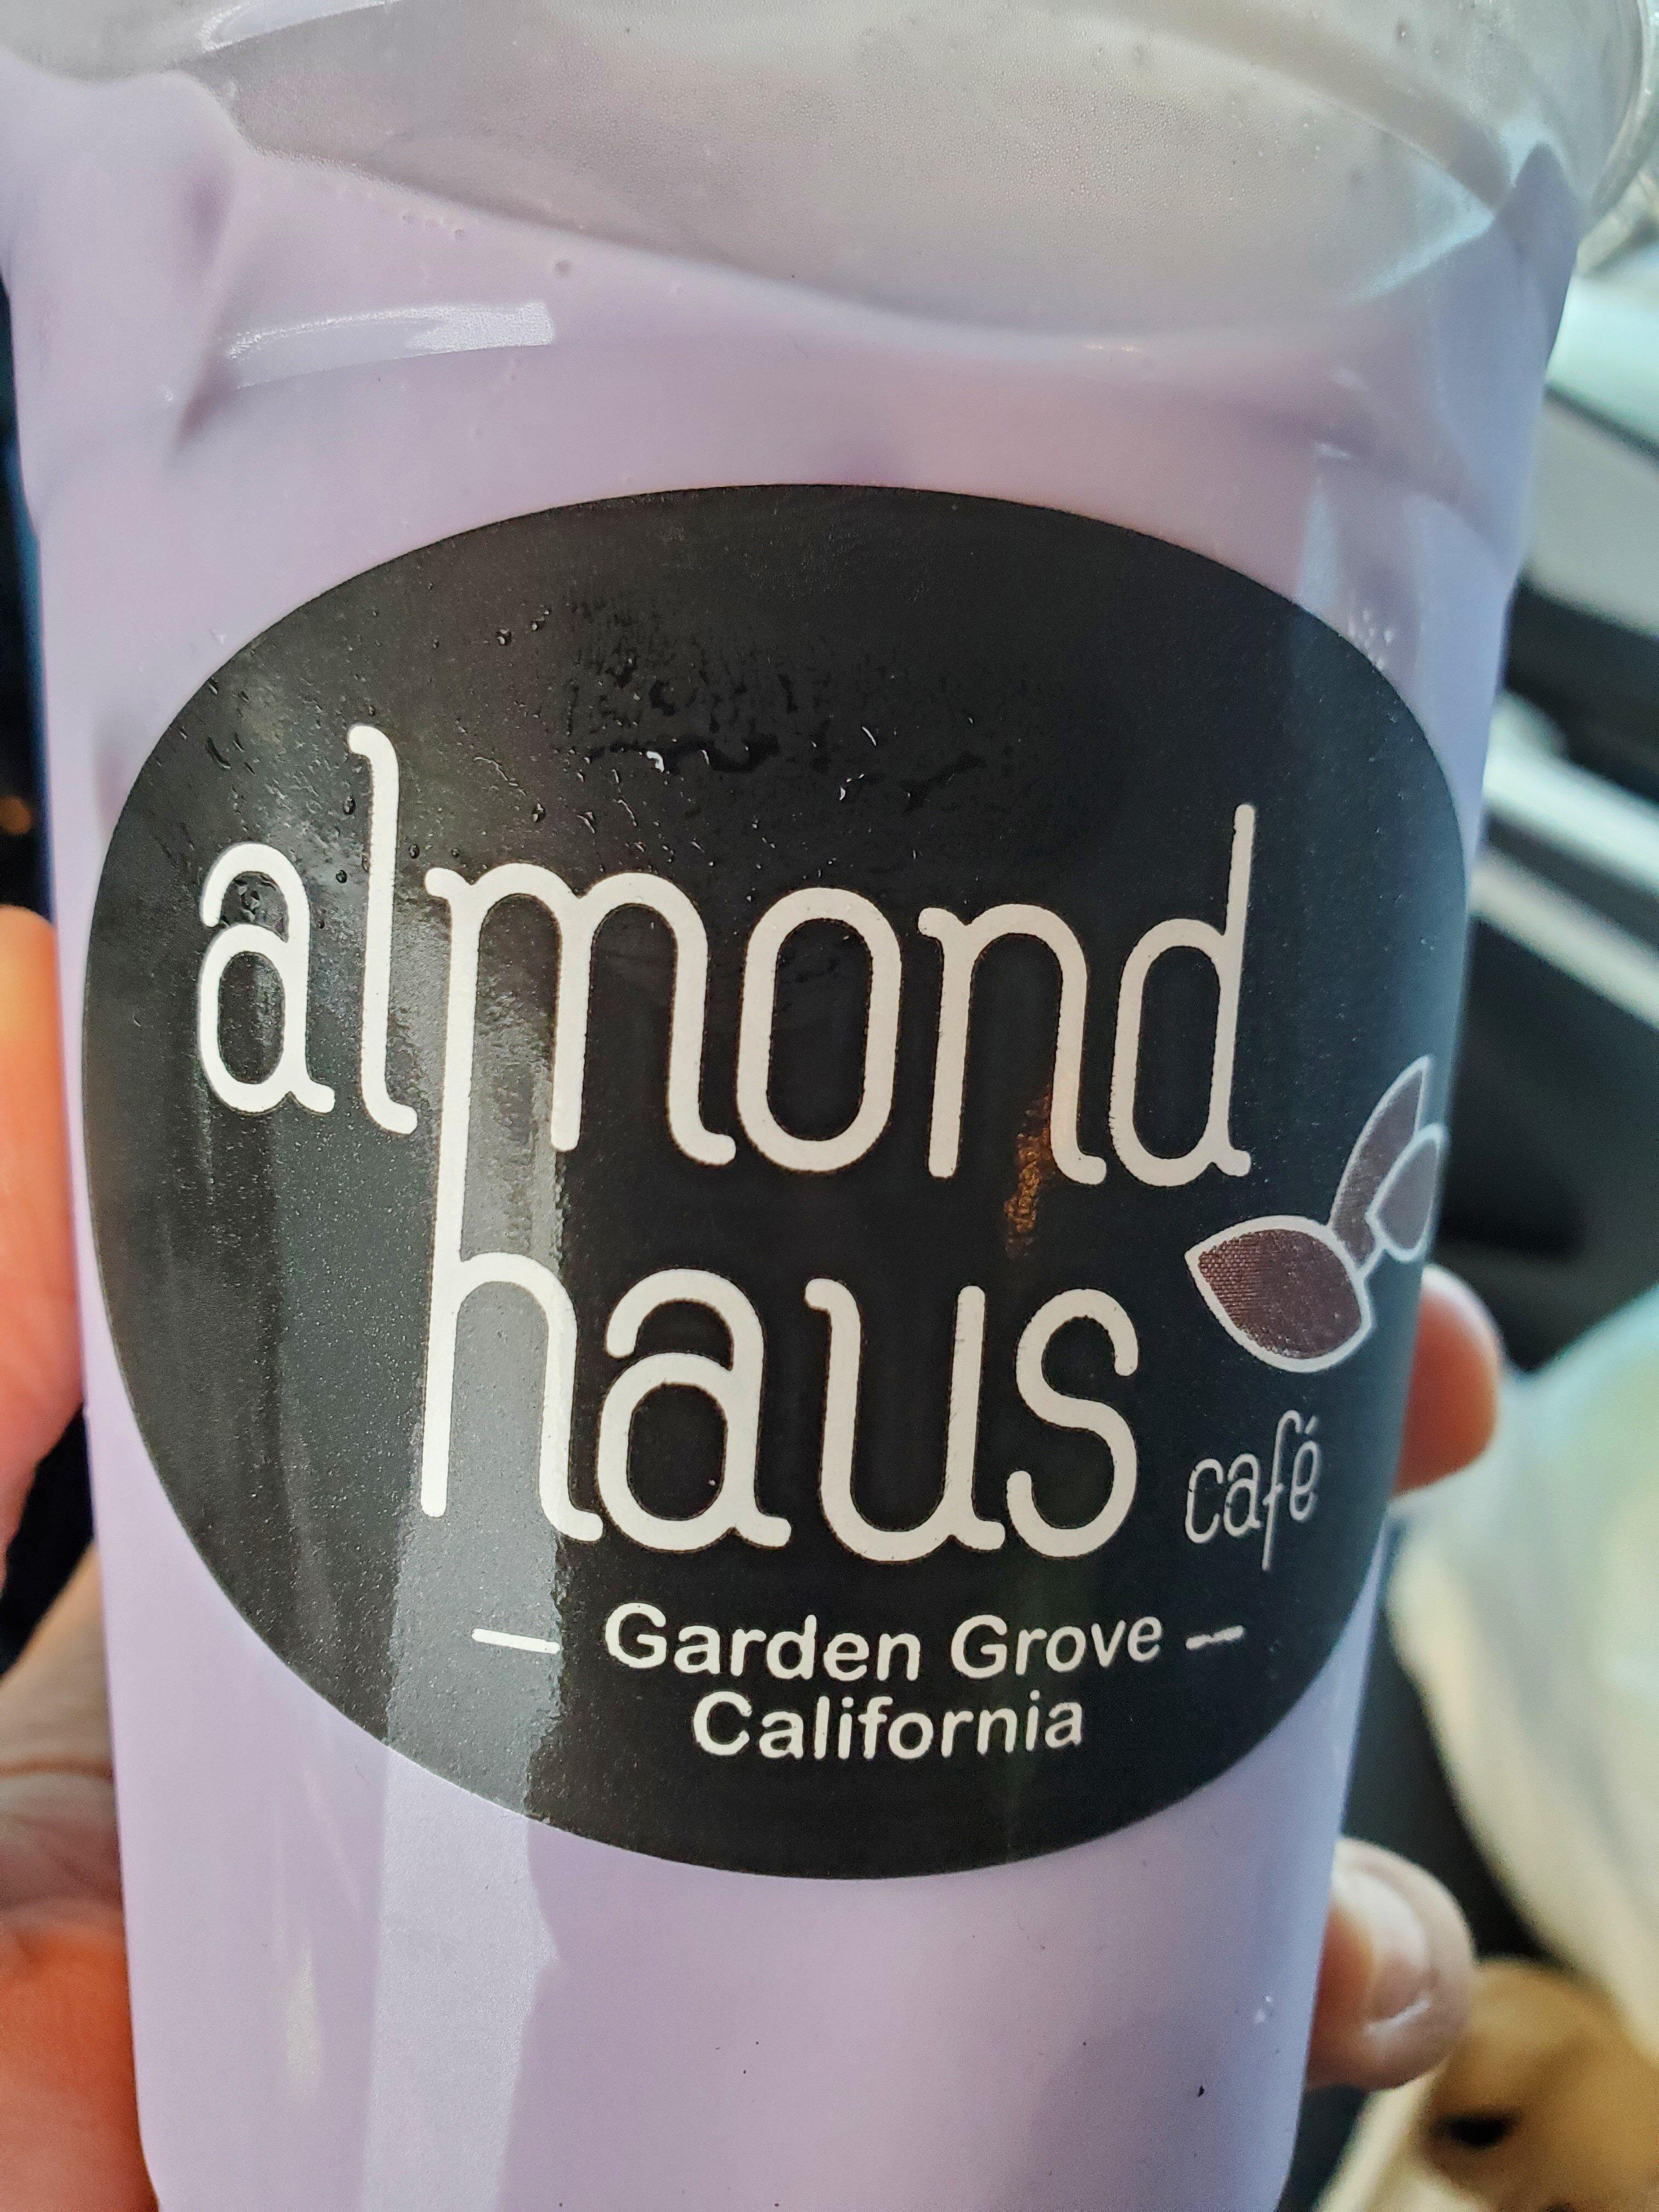 almond
haus café
— Garden Grove —
California